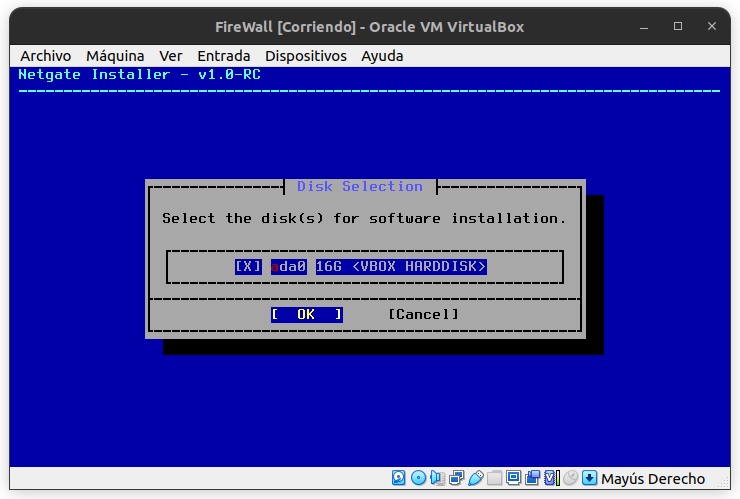 FireWall [Corriendo] - Oracle VM VirtualBox
Archivo Máquina Ver Entrada Dispositivos Ayuda
Netgate Installer - v1.0-RC
Disk Selection
Select the disk(s) for software installation.
[X] ada0 16G <VBOX HARDDISK>
[ OK ] [Cancel]
Mayús Derecho